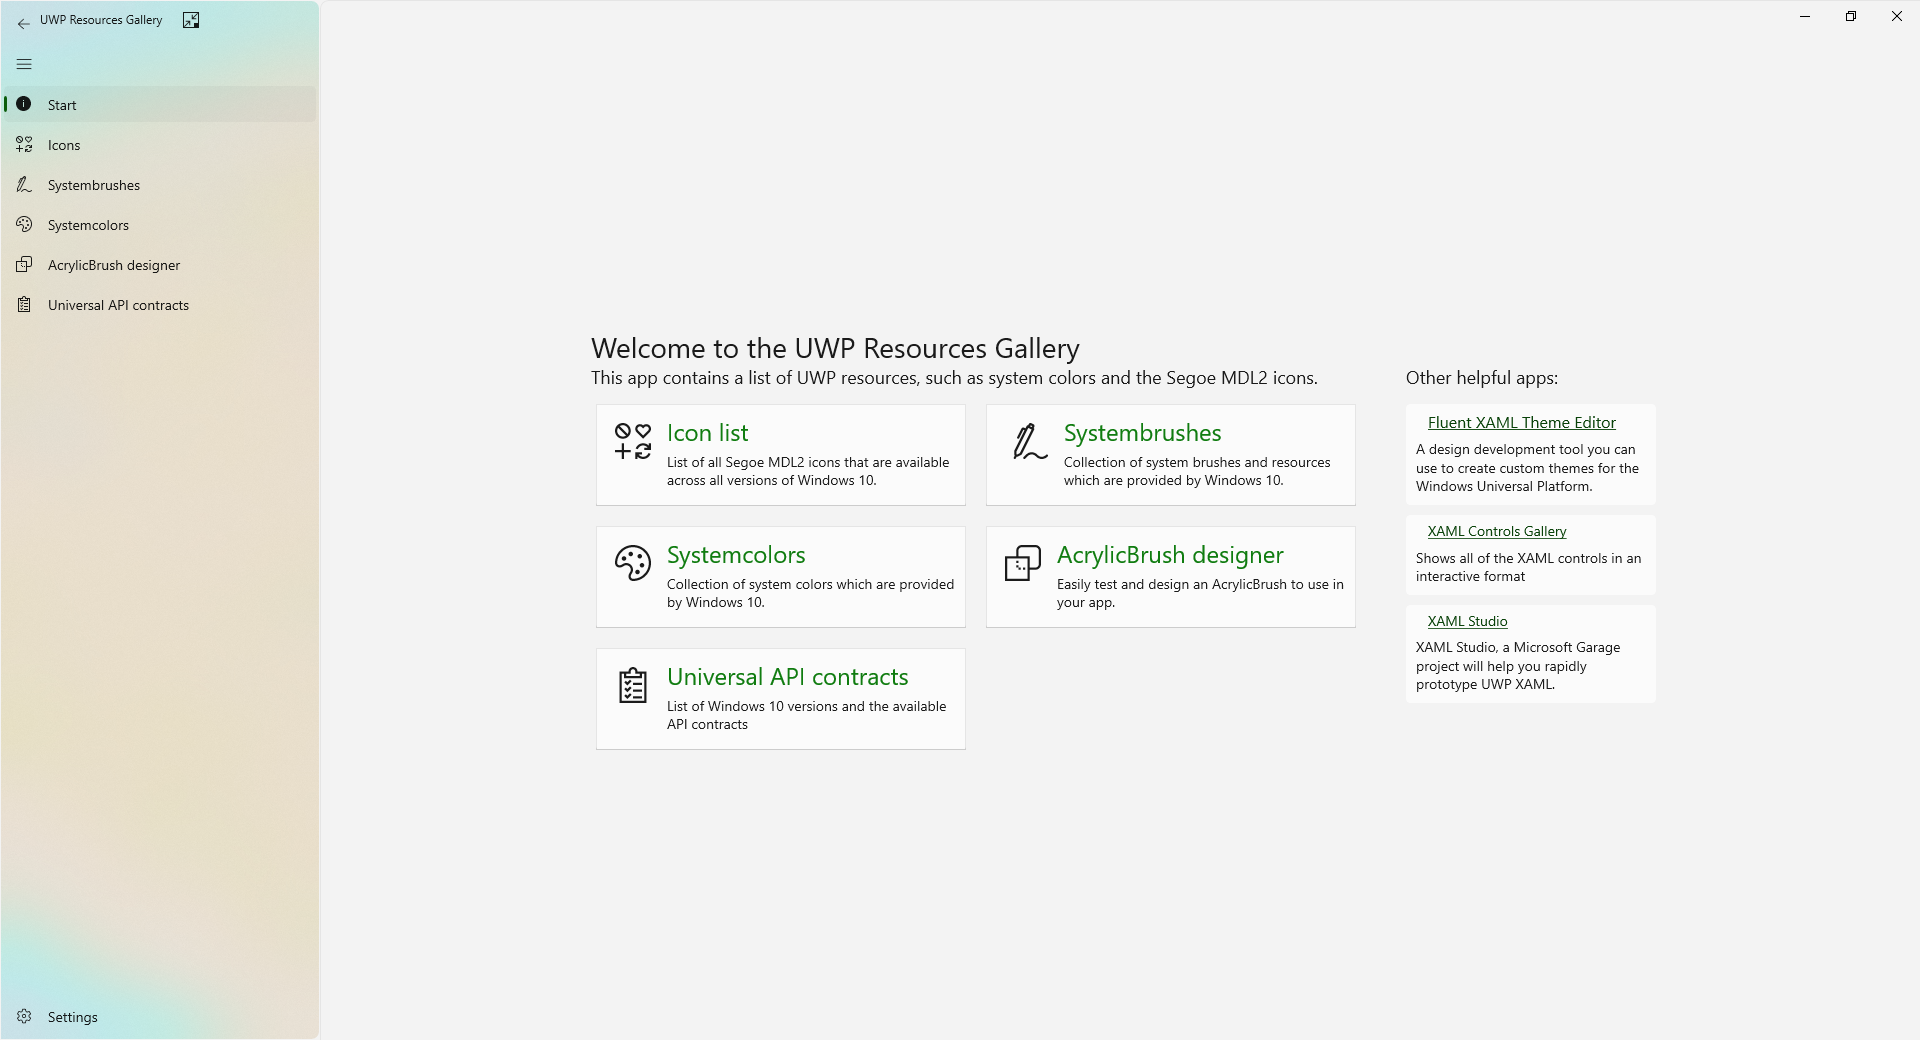 UWP Resources Gallery
Start
Icons
Systembrushes
Systemcolors
AcrylicBrush designer
Universal API contracts
Settings
Welcome to the UWP Resources Gallery
This app contains a list of UWP resources, such as system colors and the Segoe MDL2 icons.
Icon list
List of all Segoe MDL2 icons that are available
across all versions of Windows 10.
Systembrushes
Collection of system brushes and resources
which are provided by Windows 10.
Systemcolors
Collection of system colors which are provided
by Windows 10.
AcrylicBrush designer
Easily test and design an AcrylicBrush to use in
your app.
Universal API contracts
List of Windows 10 versions and the available
API contracts
Other helpful apps:
Fluent XAML Theme Editor
A design development tool you can
use to create custom themes for the
Windows Universal Platform.
XAML Controls Gallery
Shows all of the XAML controls in an
interactive format
XAML Studio
XAML Studio, a Microsoft Garage
project will help you rapidly
prototype UWP XAML.